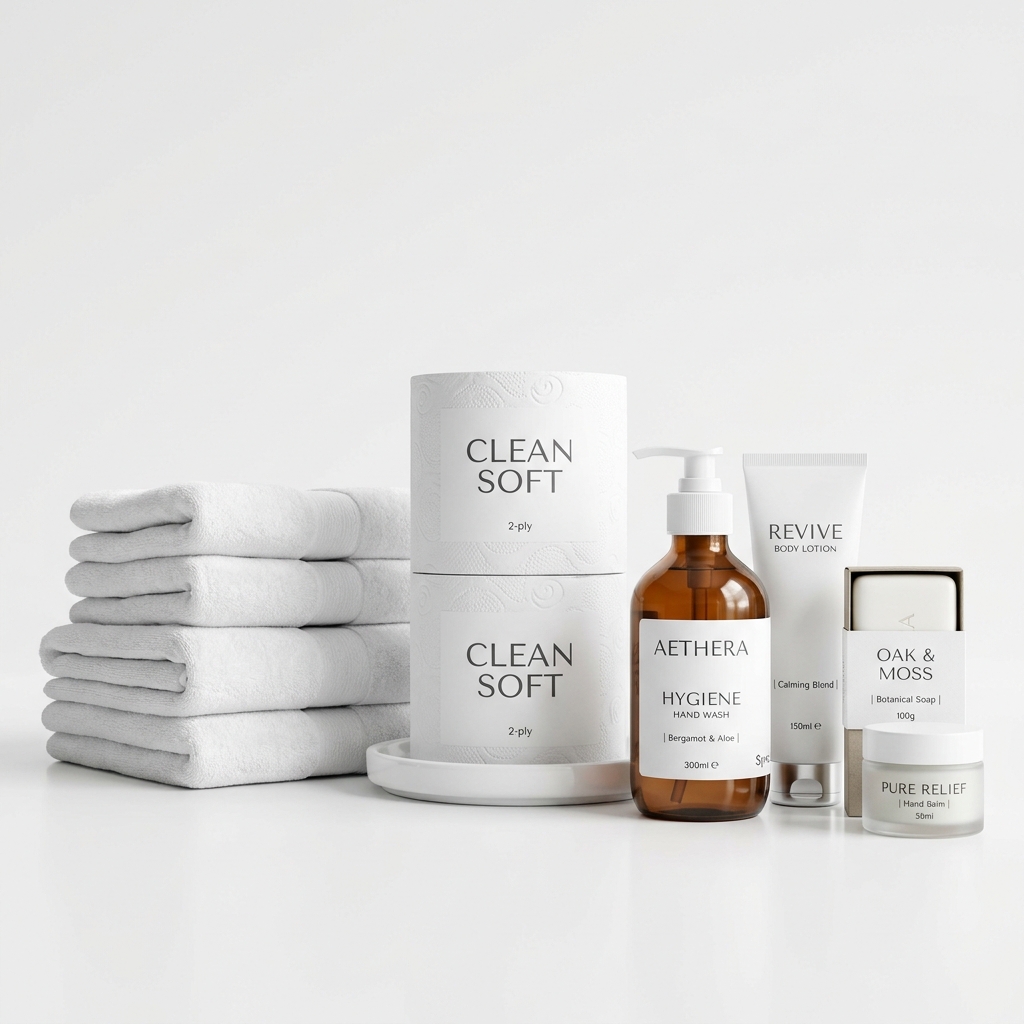 CLEAN
SOFT
2-ply
CLEAN
SOFT
2-ply
AETHERA
HYGIENE
HAND WASH
| Bergamot & Aloe |
300ml ℮
REVIVE
BODY LOTION
| Calming Blend |
150ml ℮
OAK &
MOSS
| Botanical Soap |
100g
PURE RELIEF
| Hand Balm |
50ml